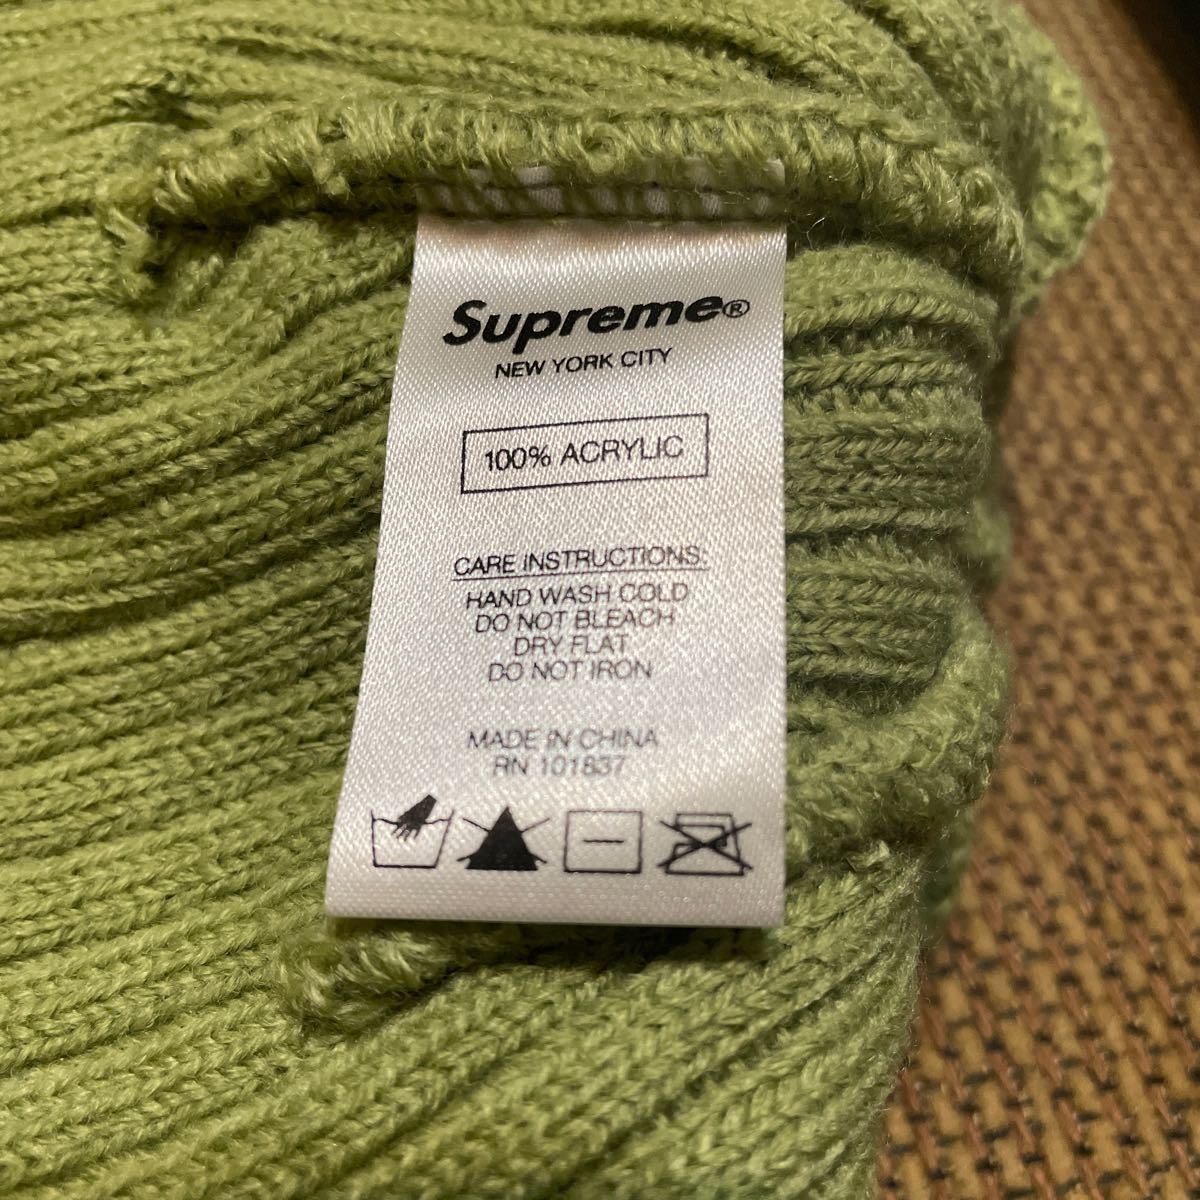 Supreme®
NEW YORK CITY
100% ACRYLIC
CARE INSTRUCTIONS:
HAND WASH COLD
DO NOT BLEACH
DRY FLAT
DO NOT IRON
MADE IN CHINA
RN 101837